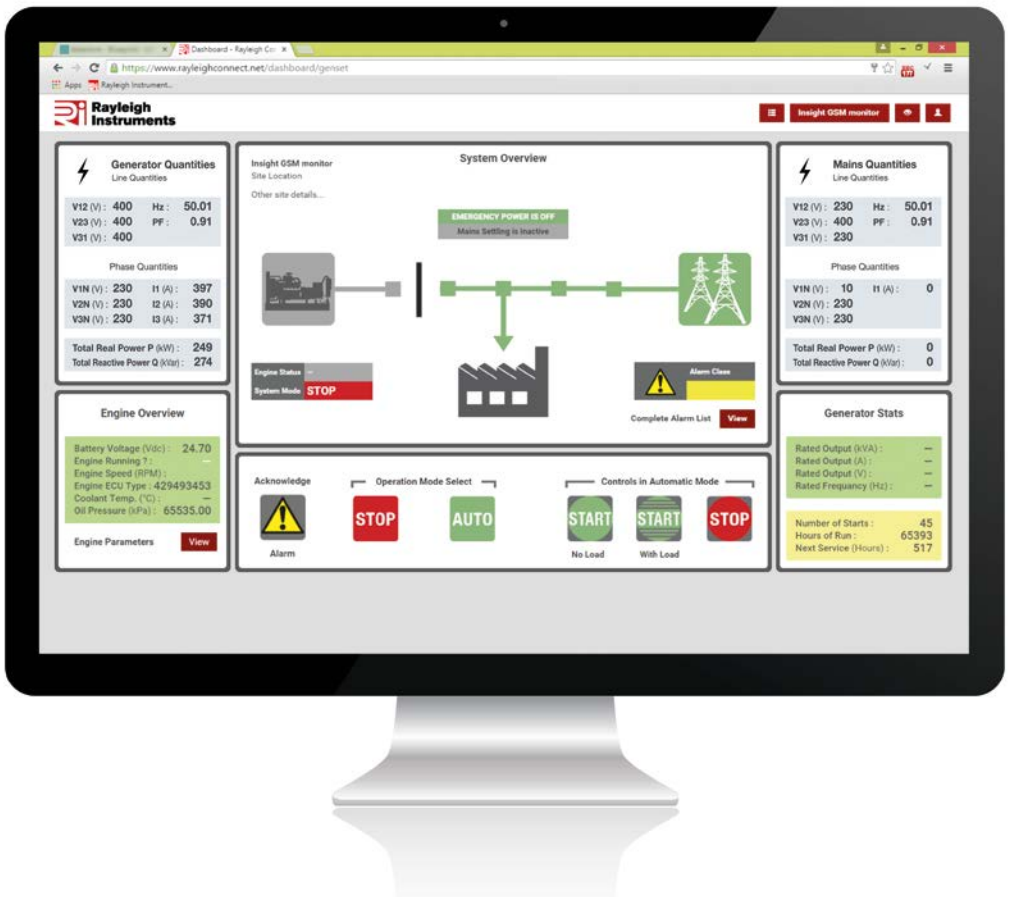 Dashboard - Rayleigh Co
https://www.rayleighconnect.net/dashboard/genset
Apps Rayleigh Instrument...
Rayleigh
Instruments
Insight GSM monitor
Generator Quantities
Line Quantities
V12 (V) : 400 Hz : 50.01
V23 (V) : 400 PF : 0.91
V31 (V) : 400
Phase Quantities
V1N (V) : 230 I1 (A) : 397
V2N (V) : 230 I2 (A) : 390
V3N (V) : 230 I3 (A) : 371
Total Real Power P (kW) : 249
Total Reactive Power Q (kVar) : 274
Engine Overview
Battery Voltage (Vdc) : 24.70
Engine Running ? : –
Engine Speed (RPM) :
Engine ECU Type : 429493453
Coolant Temp. (°C) : –
Oil Pressure (kPa) : 65535.00
Engine Parameters View
System Overview
Insight GSM monitor
Site Location
Other site details...
EMERGENCY POWER IS OFF
Mains Settling is Inactive
Engine Status –
System Mode STOP
Alarm Class
Complete Alarm List View
Acknowledge
Alarm
Operation Mode Select
STOP AUTO
Controls in Automatic Mode
START START STOP
No Load With Load
Mains Quantities
Line Quantities
V12 (V) : 230 Hz : 50.01
V23 (V) : 400 PF : 0.91
V31 (V) : 230
Phase Quantities
V1N (V) : 10 I1 (A) : 0
V2N (V) : 230
V3N (V) : 230
Total Real Power P (kW) : 0
Total Reactive Power Q (kVar) : 0
Generator Stats
Rated Output (kVA) : –
Rated Output (A) : –
Rated Output (V) : –
Rated Frequency (Hz) : –
Number of Starts : 45
Hours of Run : 65393
Next Service (Hours) : 517